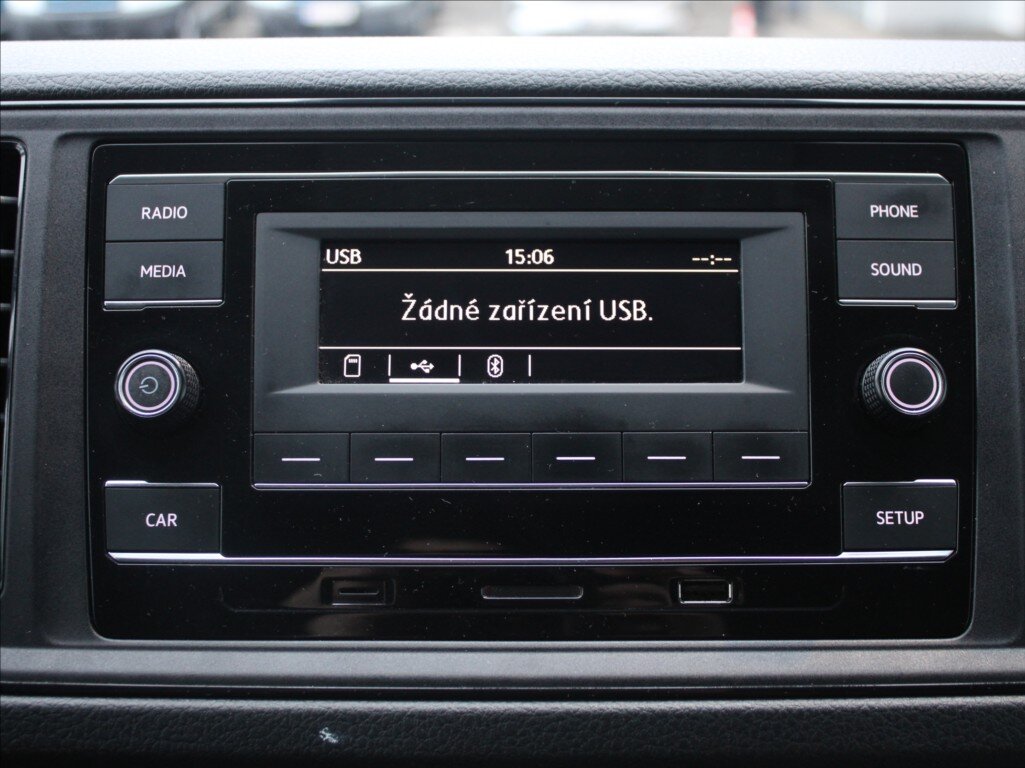 RADIO
PHONE
MEDIA
SOUND
USB 15:06 --:--
Žádné zařízení USB.
CAR
SETUP